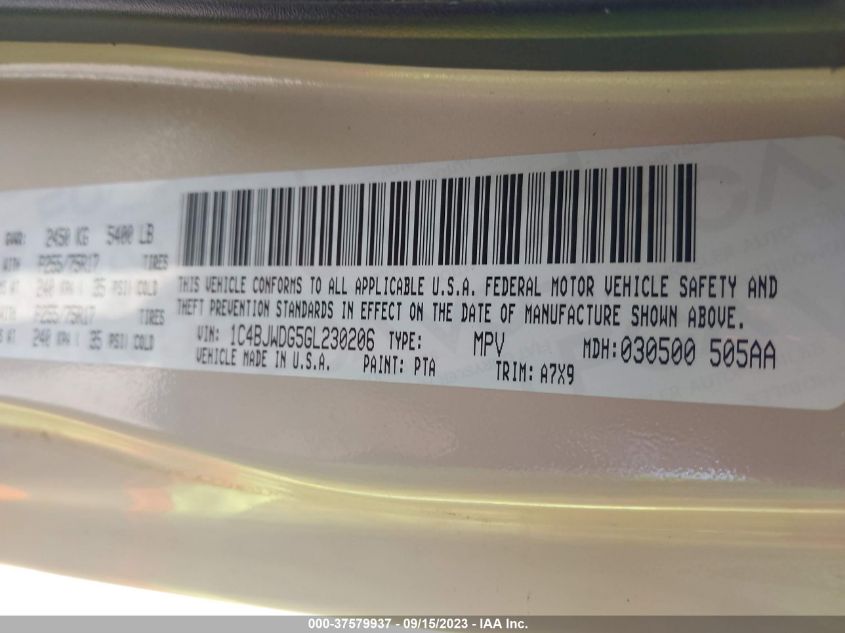 GVWR: 2450 KG 5400 LB
WITH P255/75R17 TIRES
AT 240 KPA ( 35 PSI) COLD
WITH P255/75R17 TIRES
AT 240 KPA ( 35 PSI) COLD
THIS VEHICLE CONFORMS TO ALL APPLICABLE U.S.A. FEDERAL MOTOR VEHICLE SAFETY AND
THEFT PREVENTION STANDARDS IN EFFECT ON THE DATE OF MANUFACTURE SHOWN ABOVE.
VIN: 1C4BJWDG5GL230206 TYPE: MPV MDH: 030500 505AA
VEHICLE MADE IN U.S.A. PAINT: PTA TRIM: A7X9
000-37579937 - 09/15/2023 - IAA Inc.